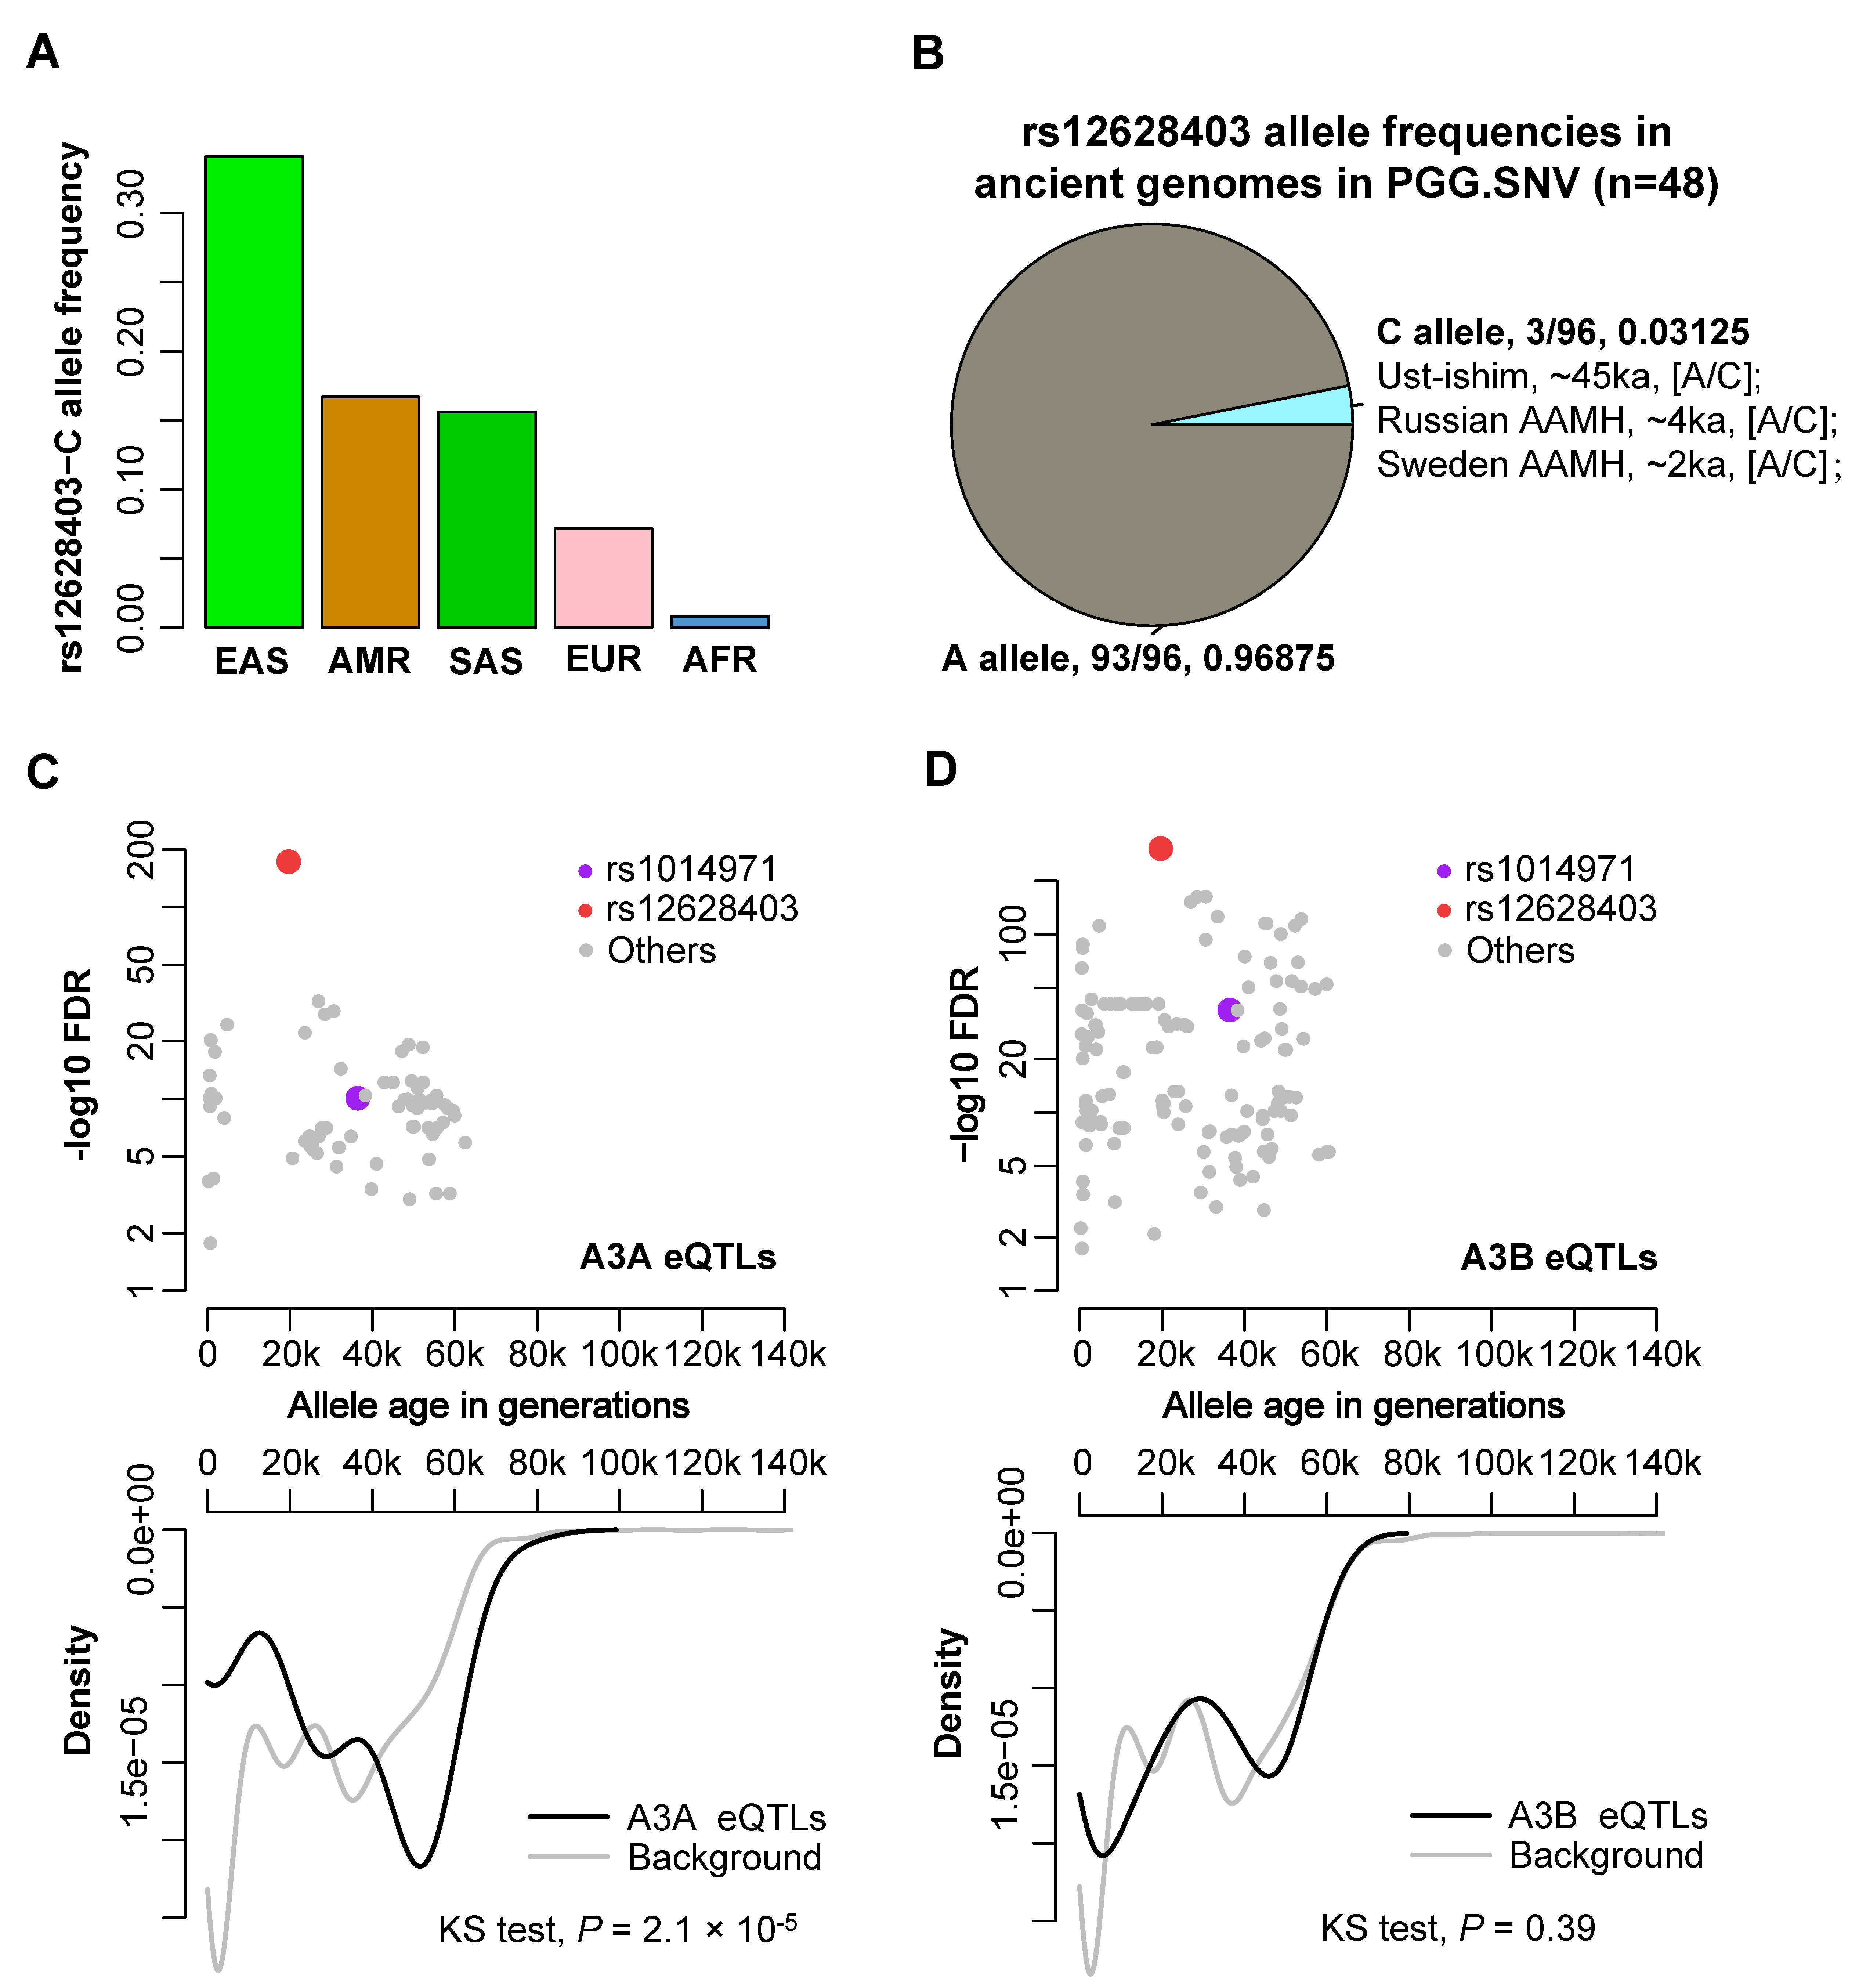 A
rs12628403−C allele frequency
0.00
0.10
0.20
0.30
EAS
AMR
SAS
EUR
AFR
B
rs12628403 allele frequencies in
ancient genomes in PGG.SNV (n=48)
C allele, 3/96, 0.03125
Ust-ishim, ~45ka, [A/C];
Russian AAMH, ~4ka, [A/C];
Sweden AAMH, ~2ka, [A/C];
A allele, 93/96, 0.96875
C
-log10 FDR
200
50
20
5
2
1
rs1014971
rs12628403
Others
A3A eQTLs
0 20k 40k 60k 80k 100k 120k 140k
Allele age in generations
0 20k 40k 60k 80k 100k 120k 140k
Density
0.0e+00
1.5e−05
A3A eQTLs
Background
KS test, P = 2.1 × 10-5
D
−log10 FDR
100
20
5
2
1
rs1014971
rs12628403
Others
A3B eQTLs
0 20k 40k 60k 80k 100k 120k 140k
Allele age in generations
0 20k 40k 60k 80k 100k 120k 140k
Density
0.0e+00
1.5e−05
A3B eQTLs
Background
KS test, P = 0.39